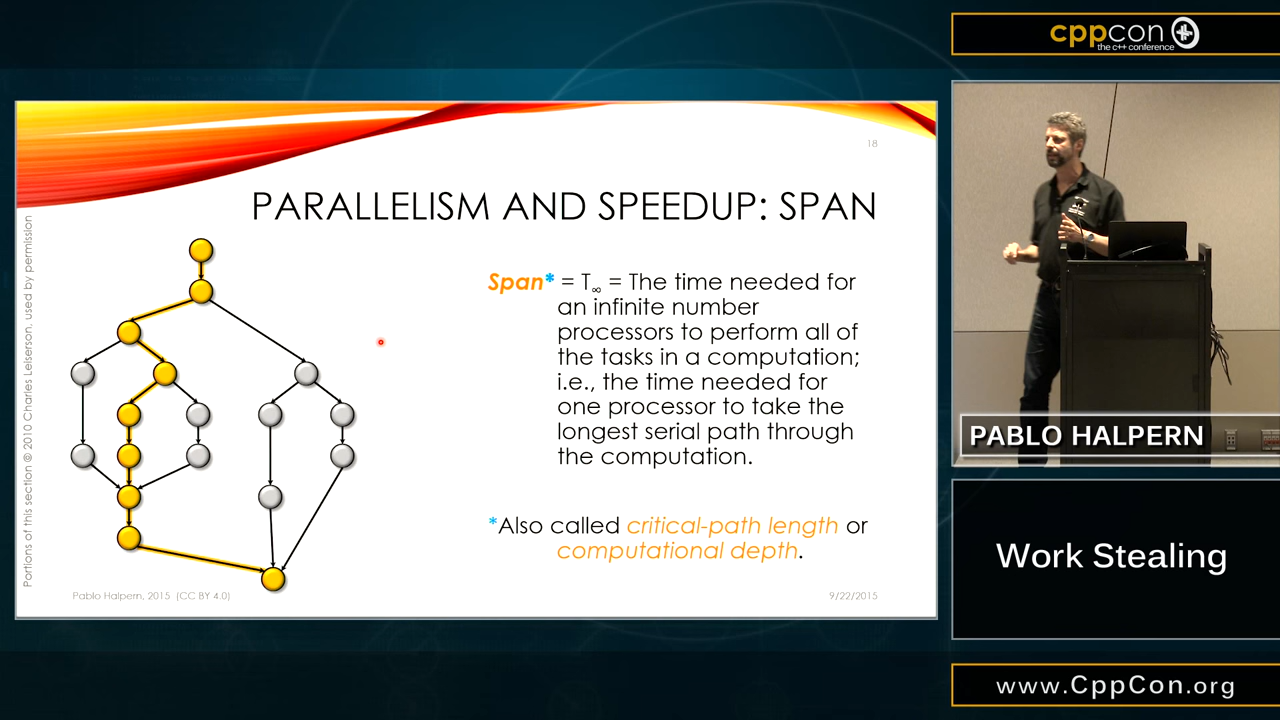 cppcon
the c++ conference
18
PARALLELISM AND SPEEDUP: SPAN
Portions of this section © 2010 Charles Leiserson, used by permission
Span* = T∞ = The time needed for
an infinite number
processors to perform all of
the tasks in a computation;
i.e., the time needed for
one processor to take the
longest serial path through
the computation.
*Also called critical-path length or
computational depth.
Pablo Halpern, 2015 (CC BY 4.0)
9/22/2015
PABLO HALPERN
Work Stealing
www.CppCon.org